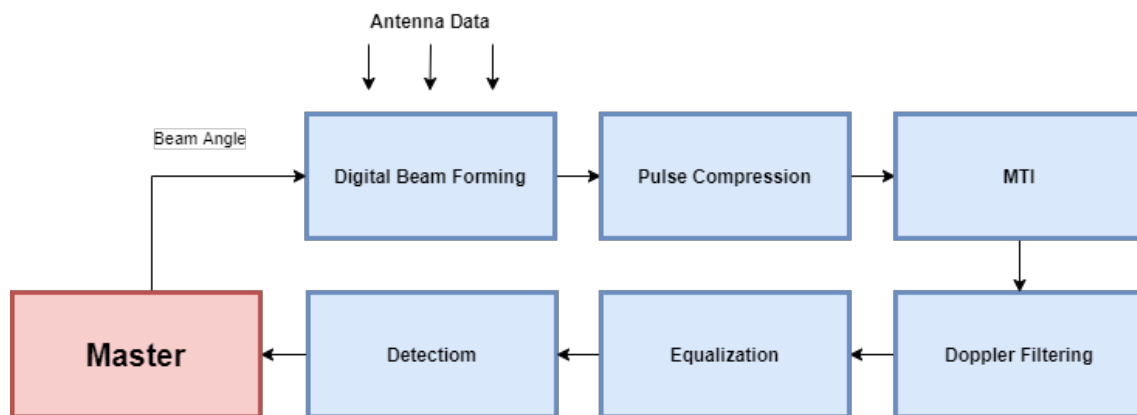 Antenna Data
Beam Angle
Digital Beam Forming
Pulse Compression
MTI
Master
Detectiom
Equalization
Doppler Filtering